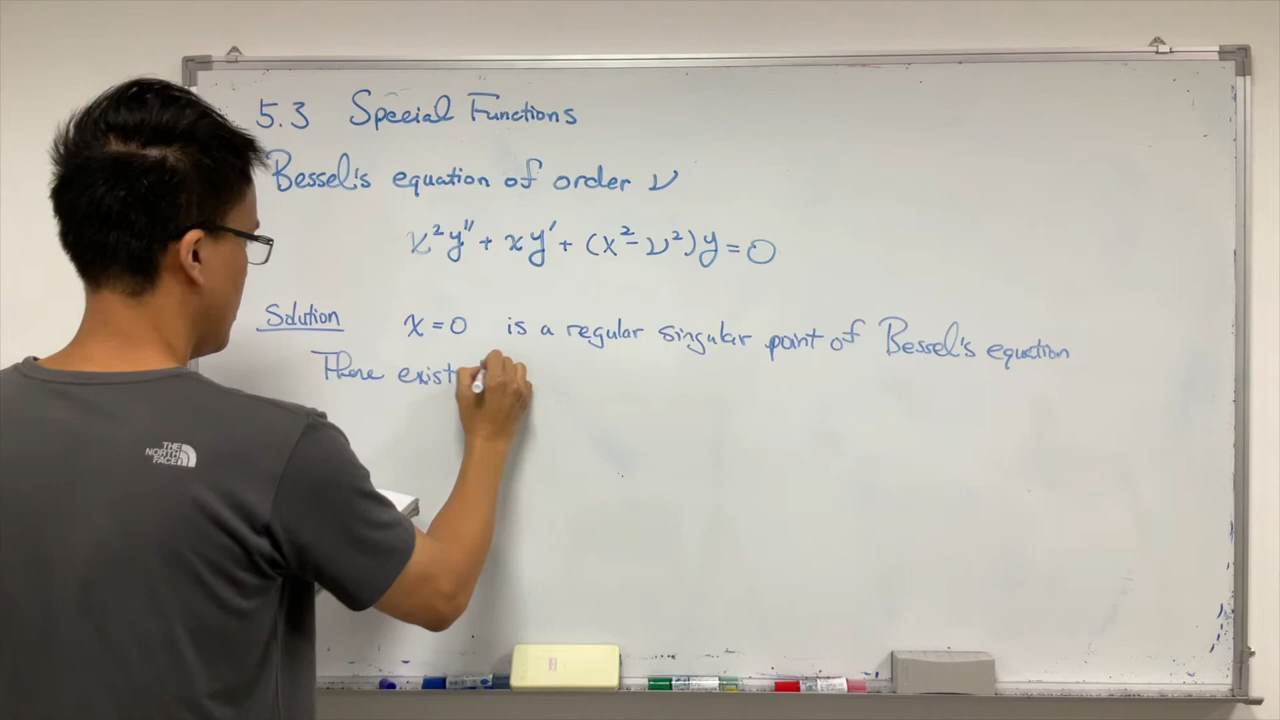 5.3 Special Functions
Bessel's equation of order ν
x²y'' + xy' + (x²-ν²)y = 0
Solution x = 0 is a regular singular point of Bessel's equation
There exist
THE
NORTH
FACE